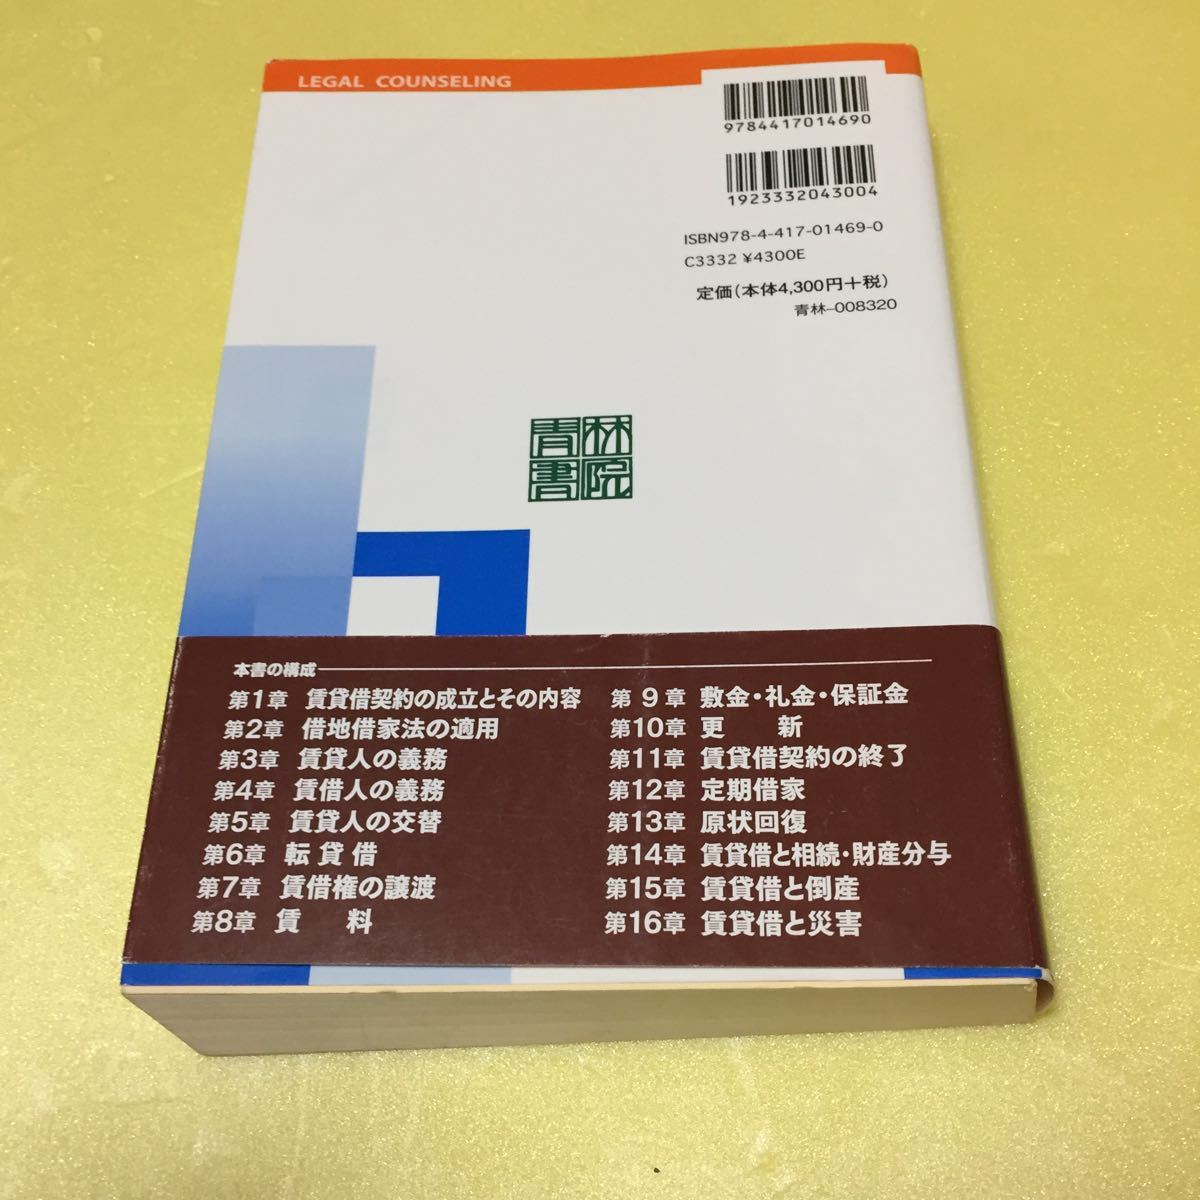 LEGAL COUNSELING
9784417014690
1923332043004
ISBN978-4-417-01469-0
C3332 ¥4300E
定価(本体4,300円+税)
青林-008320
青林
書院
本書の構成
第1章 賃貸借契約の成立とその内容
第2章 借地借家法の適用
第3章 賃貸人の義務
第4章 賃借人の義務
第5章 賃貸人の交替
第6章 転貸借
第7章 賃借権の譲渡
第8章 賃 料
第9章 敷金・礼金・保証金
第10章 更 新
第11章 賃貸借契約の終了
第12章 定期借家
第13章 原状回復
第14章 賃貸借と相続・財産分与
第15章 賃貸借と倒産
第16章 賃貸借と災害